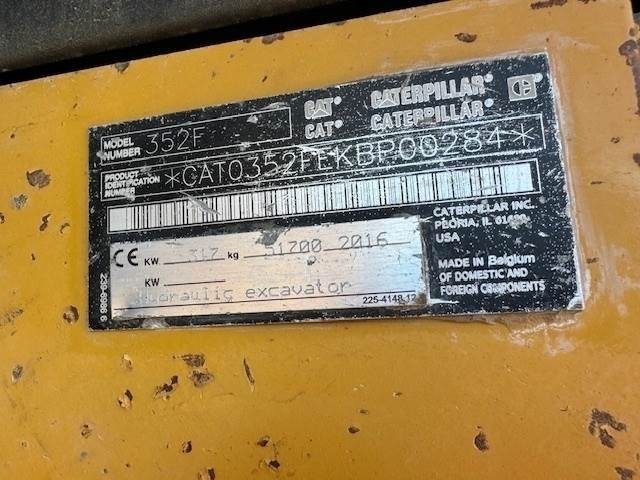 CAT® CATERPILLAR®
CAT® CATERPILLAR®
MODEL NUMBER 352F
PRODUCT IDENTIFICATION NUMBER *CAT0352FEKBP00284*
CATERPILLAR INC.
PEORIA, IL
USA
CE KW 317 kg 51700 2016
KW
Hydraulic excavator
MADE IN Belgium
OF DOMESTIC AND
FOREIGN COMPONENTS
225-4148 12